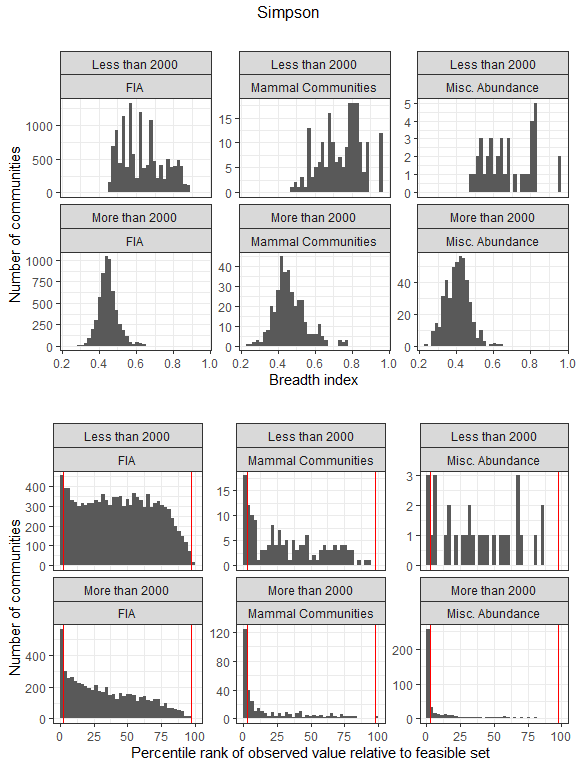 Simpson
Less than 2000 Less than 2000 Less than 2000
FIA Mammal Communities Misc. Abundance
1000 500 0
15 10 5 0
5 4 3 2 1 0
More than 2000 More than 2000 More than 2000
FIA Mammal Communities Misc. Abundance
1000 750 500 250 0
40 30 20 10 0
40 20 0
0.2 0.4 0.6 0.8 1.0 0.2 0.4 0.6 0.8 1.0 0.2 0.4 0.6 0.8 1.0
Number of communities
Breadth index
Less than 2000 Less than 2000 Less than 2000
FIA Mammal Communities Misc. Abundance
400 300 200 100 0
15 10 5 0
3 2 1 0
More than 2000 More than 2000 More than 2000
FIA Mammal Communities Misc. Abundance
400 200 0
120 80 40 0
200 100 0
0 25 50 75 100 0 25 50 75 100 0 25 50 75 100
Number of communities
Percentile rank of observed value relative to feasible set